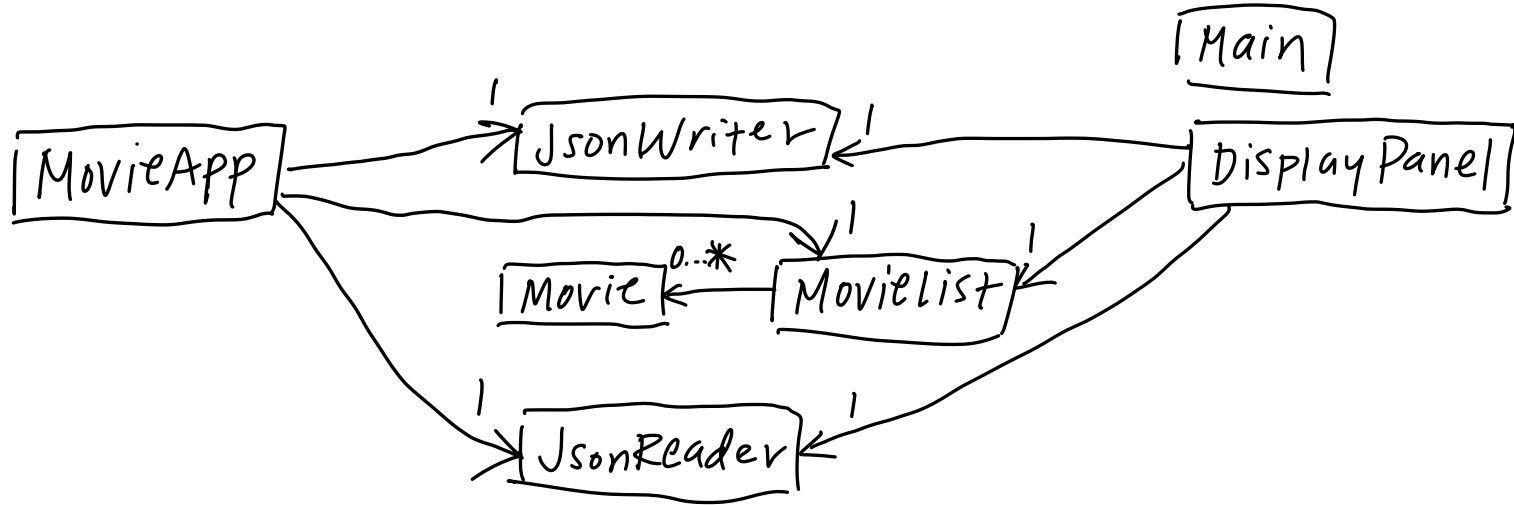 Main
1
JsonWriter
1
MovieApp
DisplayPanel
1
1
0...*
Movie
MovieList
1
1
JsonReader